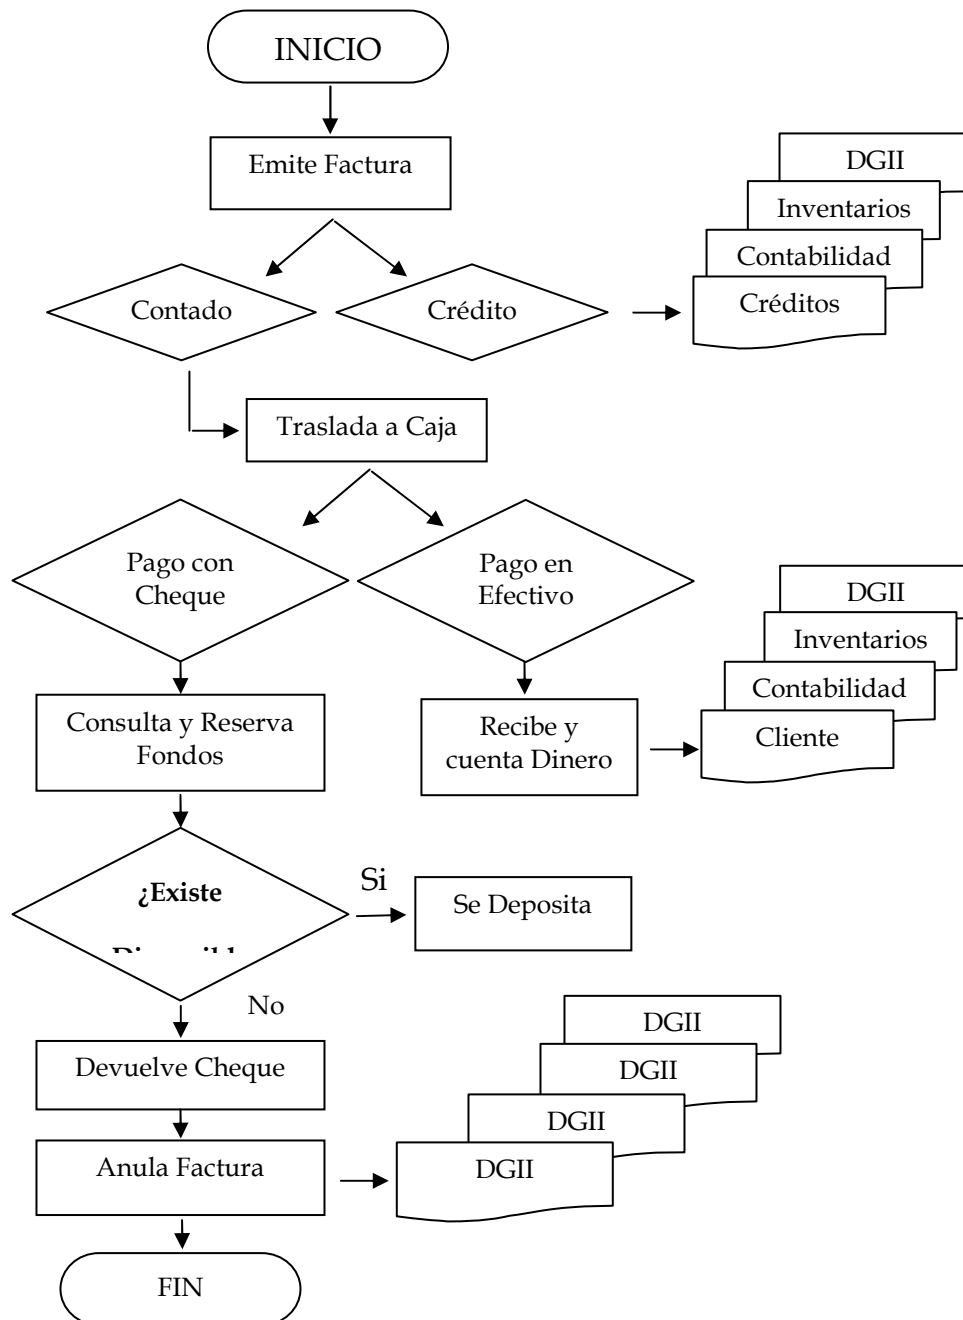 INICIO
Emite Factura
DGII
Inventarios
Contabilidad
Créditos
Contado
Crédito
Traslada a Caja
Pago con
Cheque
Pago en
Efectivo
DGII
Inventarios
Contabilidad
Cliente
Consulta y Reserva
Fondos
Recibe y
cuenta Dinero
¿Existe
Si
Se Deposita
No
Devuelve Cheque
DGII
DGII
DGII
DGII
Anula Factura
FIN